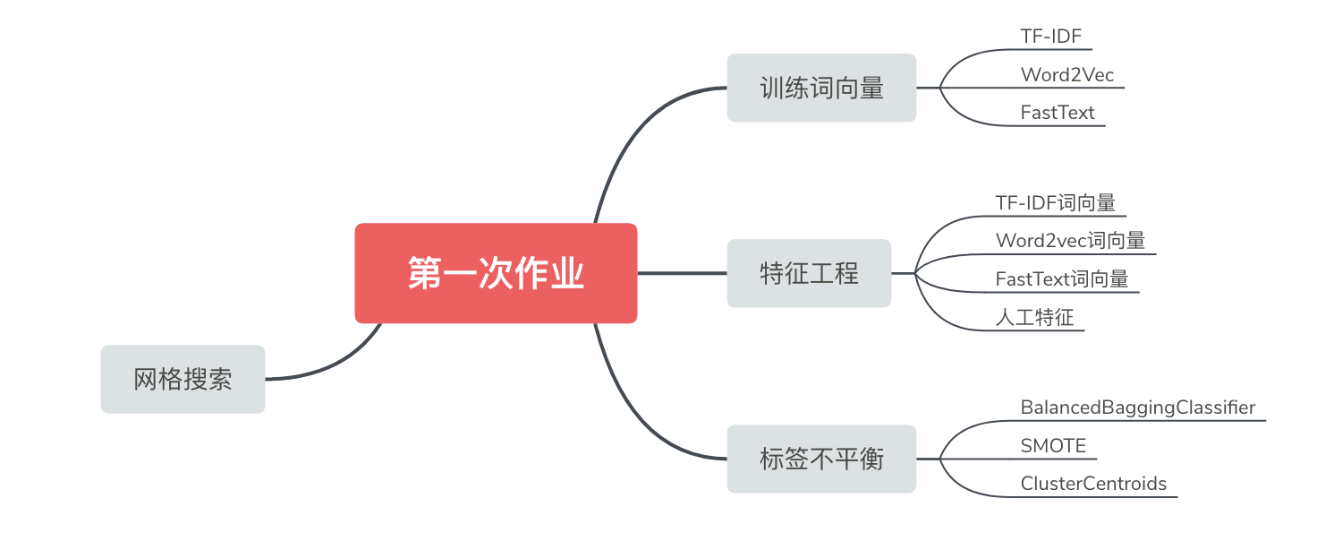 第一次作业
训练词向量
TF-IDF
Word2Vec
FastText
特征工程
TF-IDF词向量
Word2vec词向量
FastText词向量
人工特征
标签不平衡
BalancedBaggingClassifier
SMOTE
ClusterCentroids
网格搜索